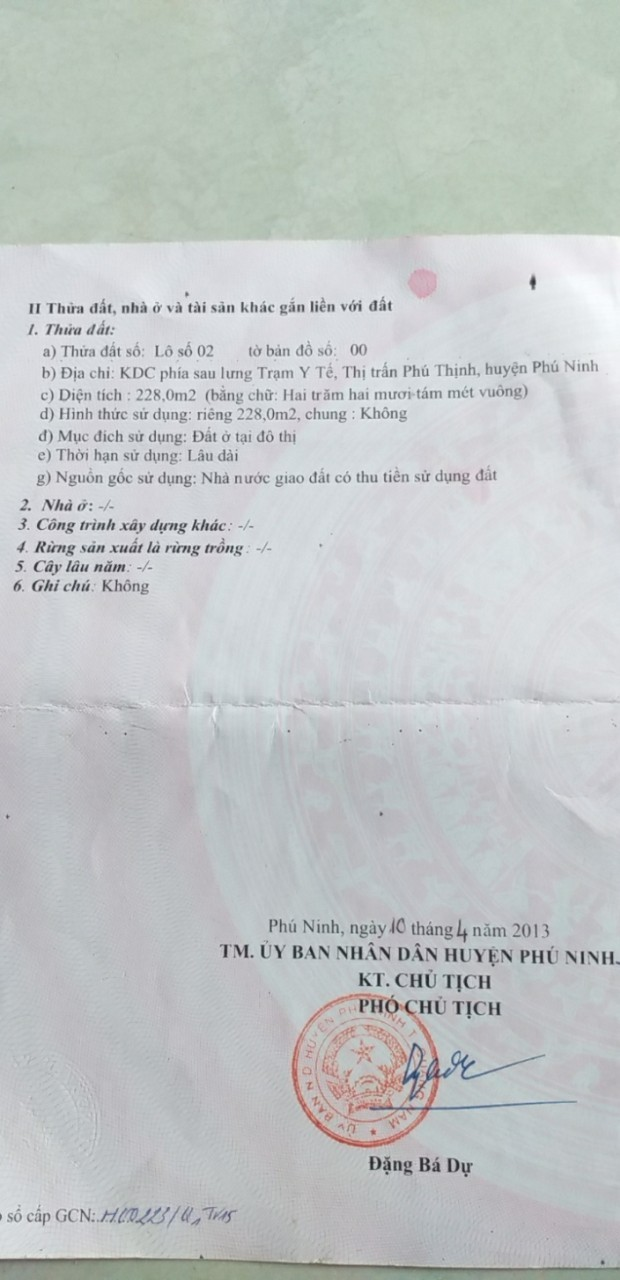 II Thửa đất, nhà ở và tài sản khác gắn liền với đất
1. Thửa đất:
a) Thửa đất số: Lô số 02 tờ bản đồ số: 00
b) Địa chỉ: KDC phía sau lưng Trạm Y Tế, Thị trấn Phú Thịnh, huyện Phú Ninh
c) Diện tích : 228,0m2 (bằng chữ: Hai trăm hai mươi tám mét vuông)
d) Hình thức sử dụng: riêng 228,0m2, chung : Không
đ) Mục đích sử dụng: Đất ở tại đô thị
e) Thời hạn sử dụng: Lâu dài
g) Nguồn gốc sử dụng: Nhà nước giao đất có thu tiền sử dụng đất
2. Nhà ở: -/-
3. Công trình xây dựng khác: -/-
4. Rừng sản xuất là rừng trồng : -/-
5. Cây lâu năm: -/-
6. Ghi chú: Không
Phú Ninh, ngày 10 tháng 4 năm 2013
TM. ỦY BAN NHÂN DÂN HUYỆN PHÚ NINH
KT. CHỦ TỊCH
PHÓ CHỦ TỊCH
ỦY BAN N D HUYỆN PHÚ NINH
Đặng Bá Dự
số cấp GCN: